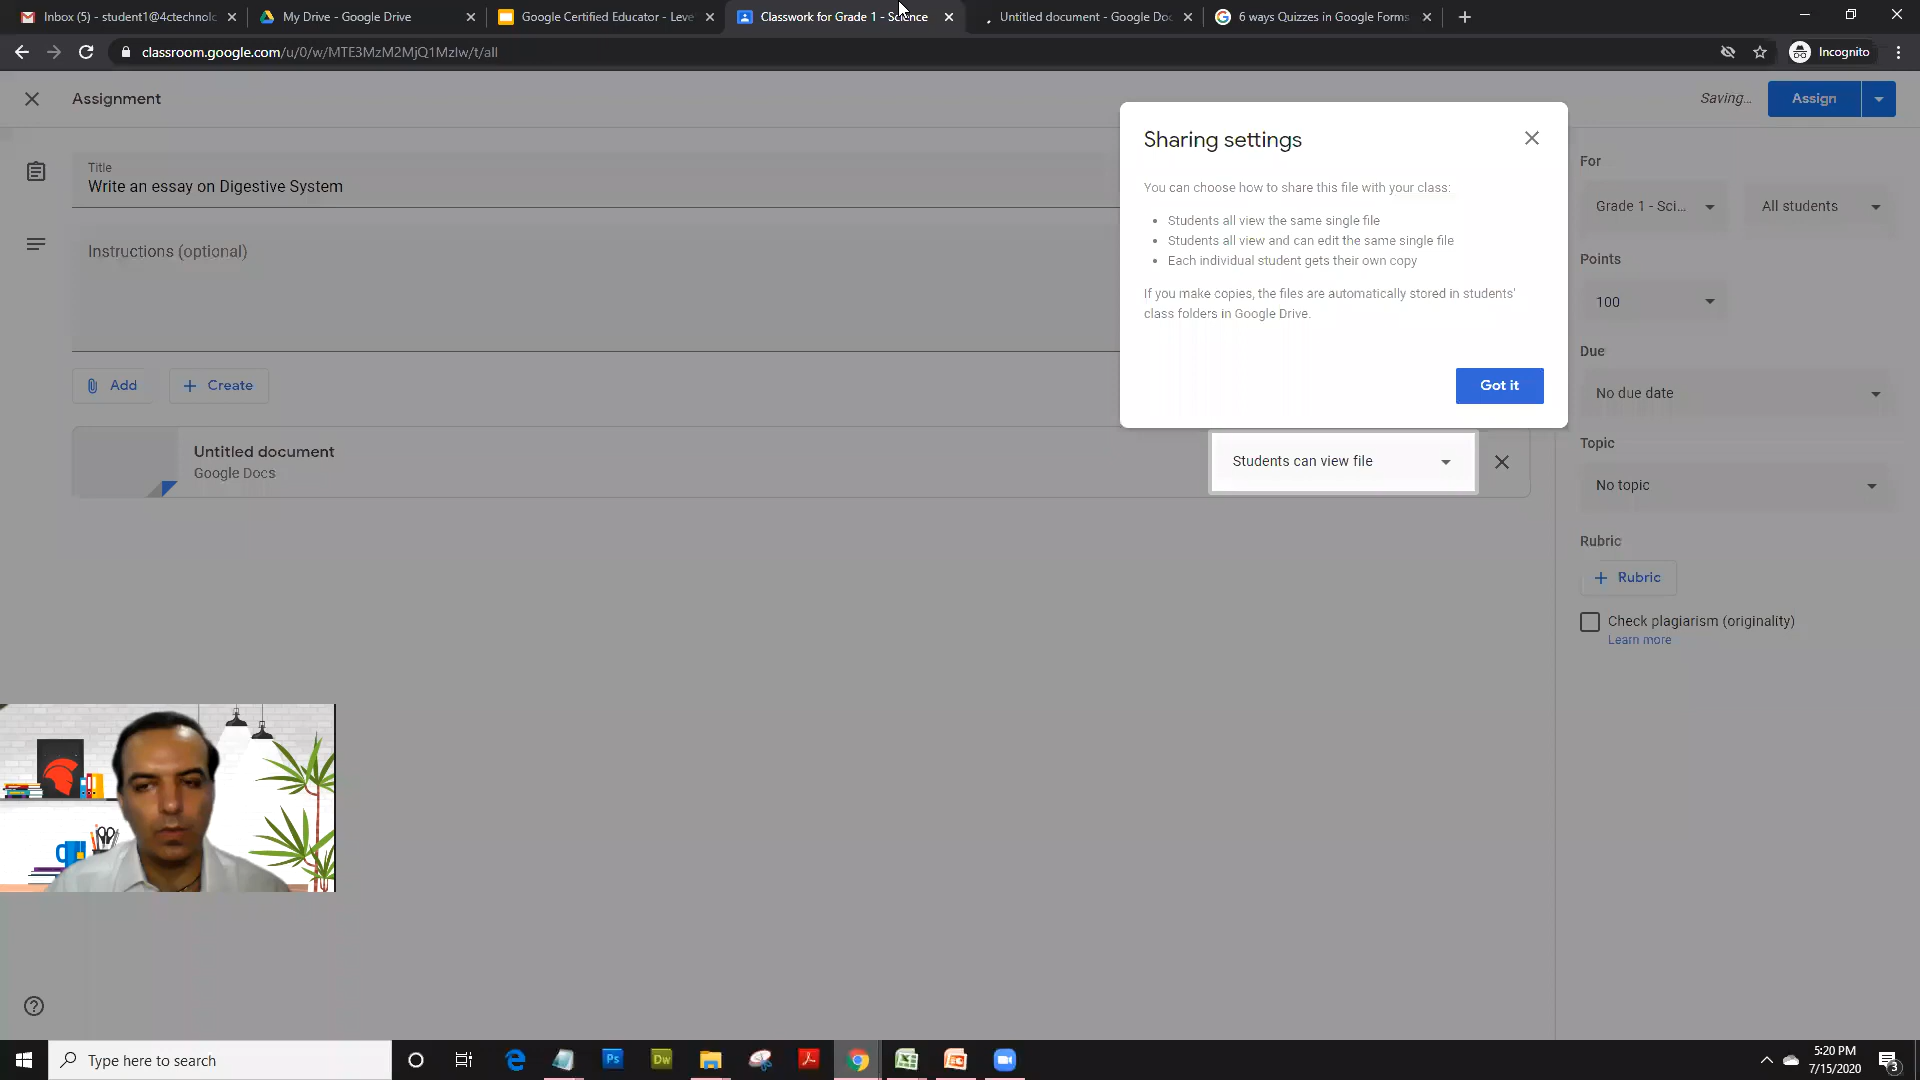 Inbox (5) - student1@4ctechnolo
My Drive - Google Drive
Google Certified Educator - Leve
Classwork for Grade 1 - Science
Untitled document - Google Doc
6 ways Quizzes in Google Forms
classroom.google.com/u/0/w/MTE3MzM2MjQ1MzIw/t/all
Incognito
Assignment
Saving...
Assign
Title
Write an essay on Digestive System
Instructions (optional)
Add
Create
Untitled document
Google Docs
Sharing settings
You can choose how to share this file with your class:
• Students all view the same single file
• Students all view and can edit the same single file
• Each individual student gets their own copy
If you make copies, the files are automatically stored in students'
class folders in Google Drive.
Got it
Students can view file
For
Grade 1 - Sci...
All students
Points
100
Due
No due date
Topic
No topic
Rubric
Rubric
Check plagiarism (originality)
Learn more
Type here to search
Ps
Dw
5:20 PM
7/15/2020
3